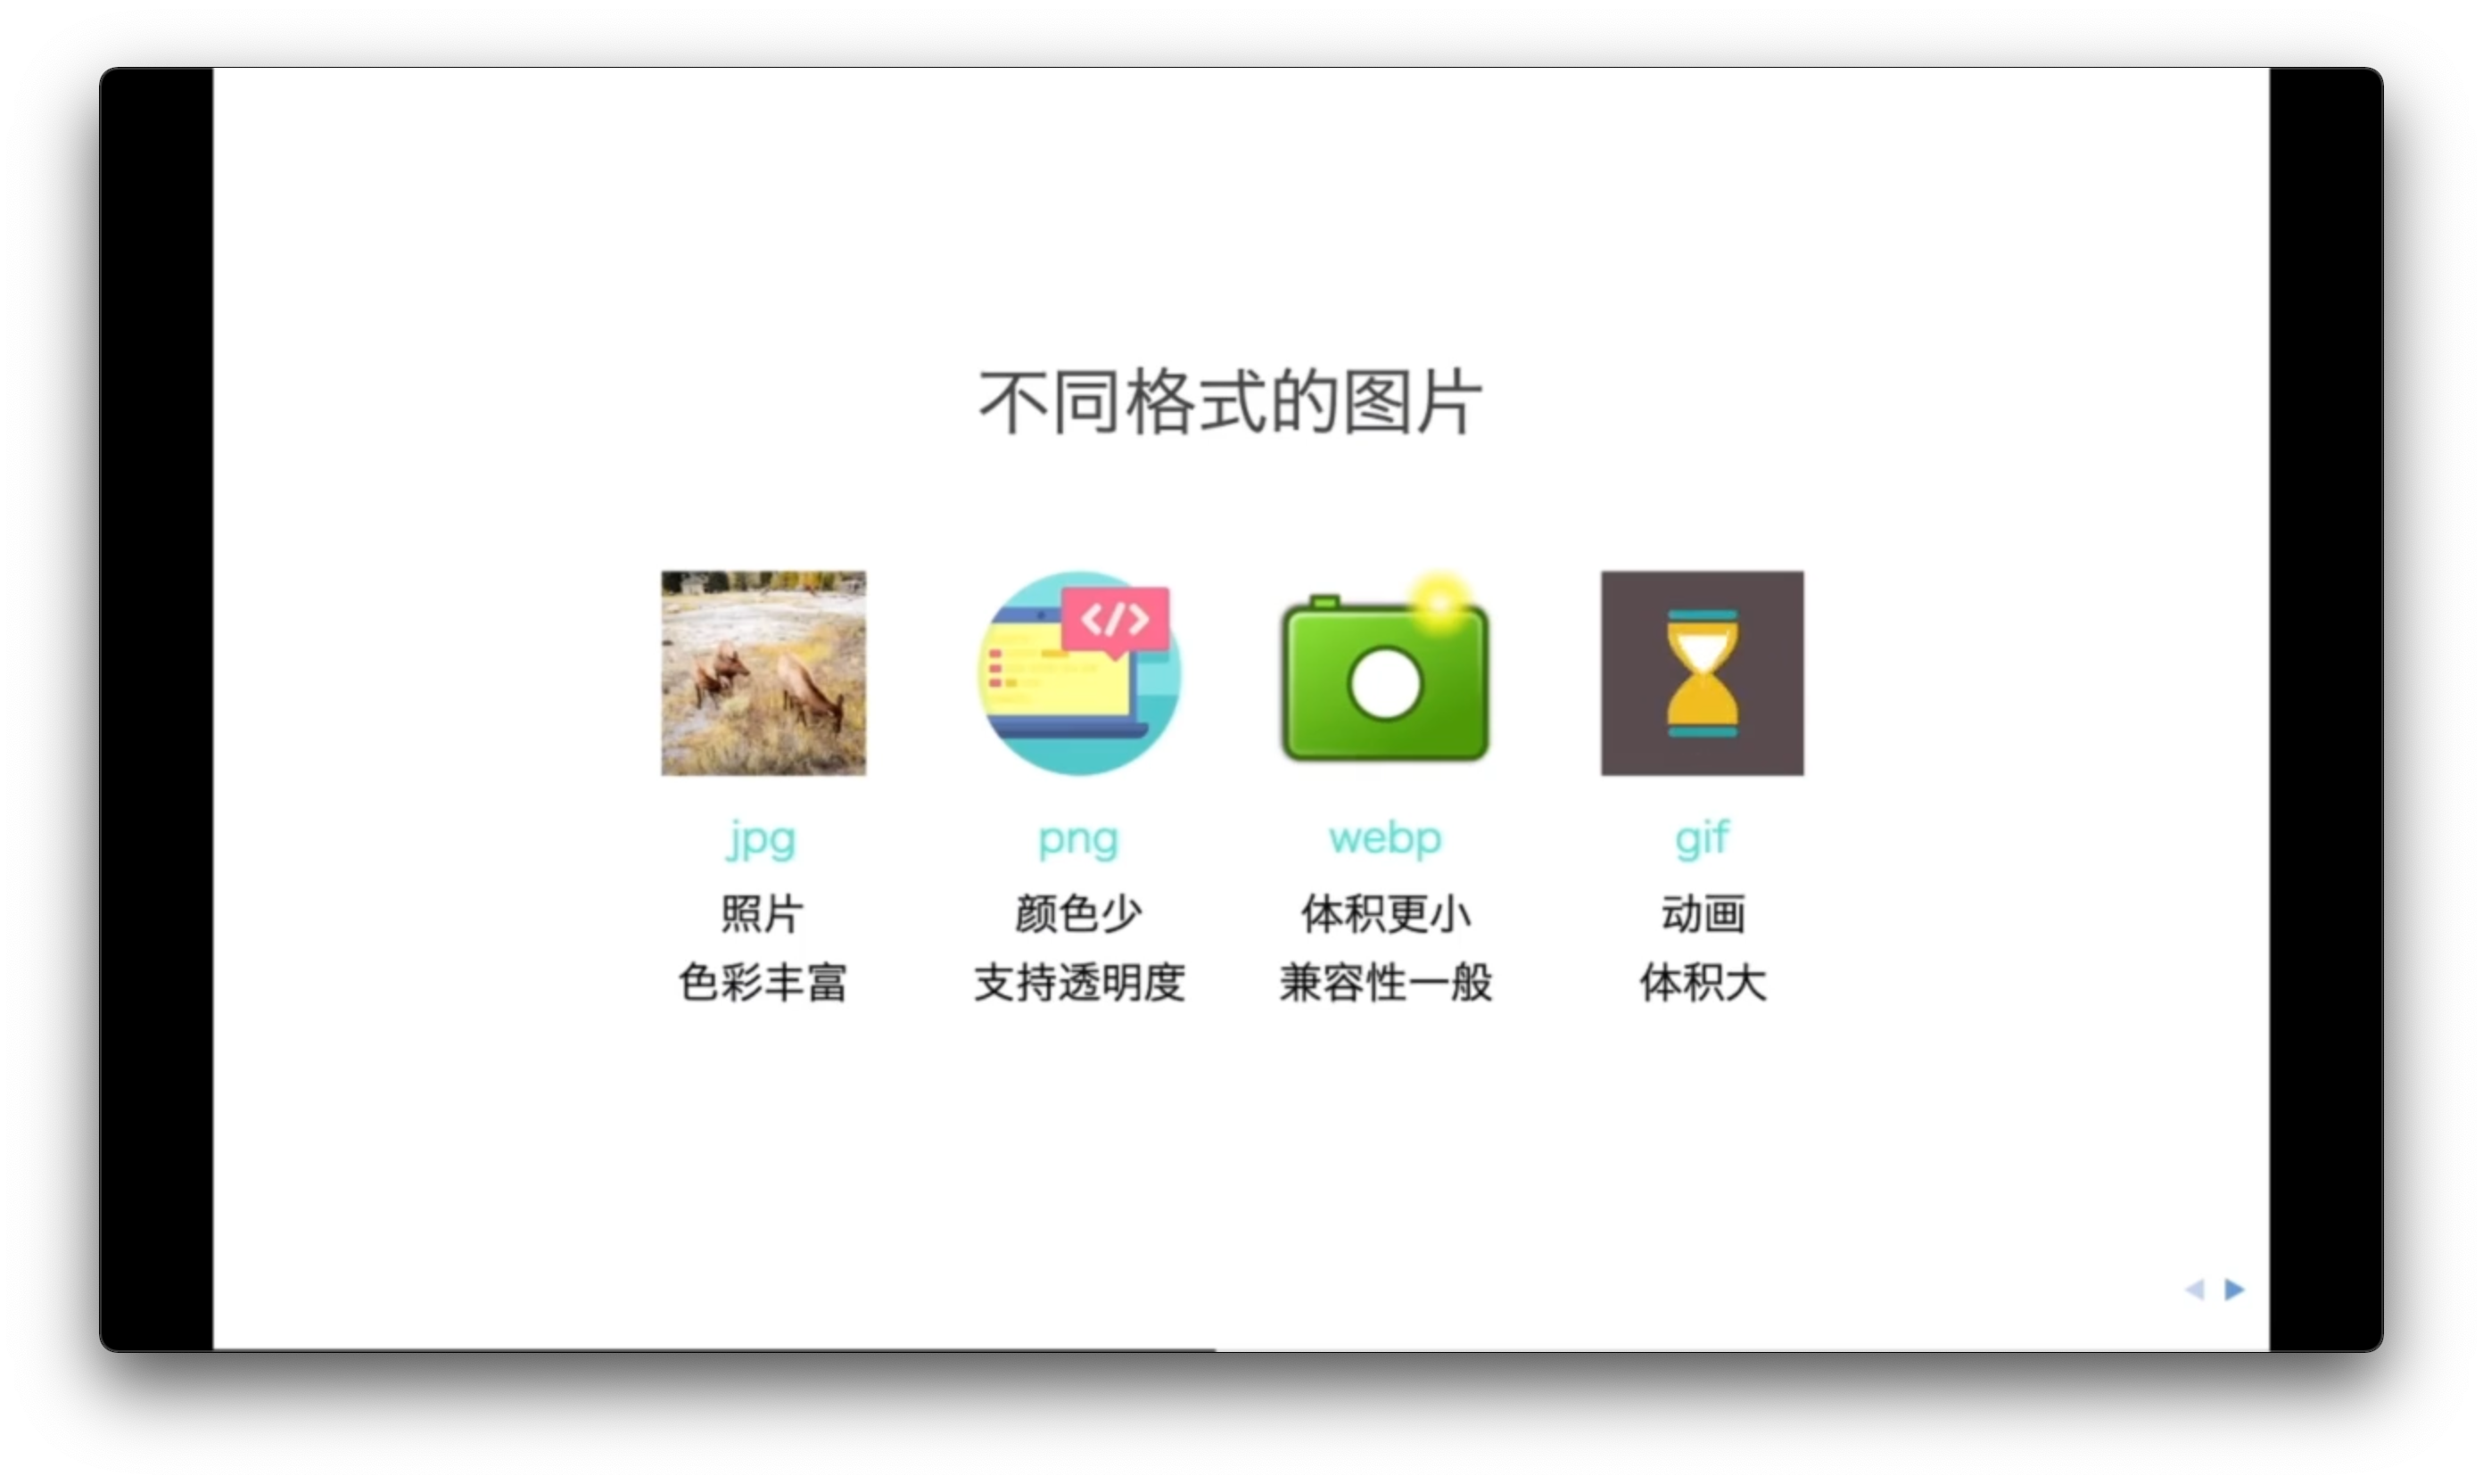 不同格式的图片
</>
jpg
png
webp
gif
照片
颜色少
体积更小
动画
色彩丰富
支持透明度
兼容性一般
体积大